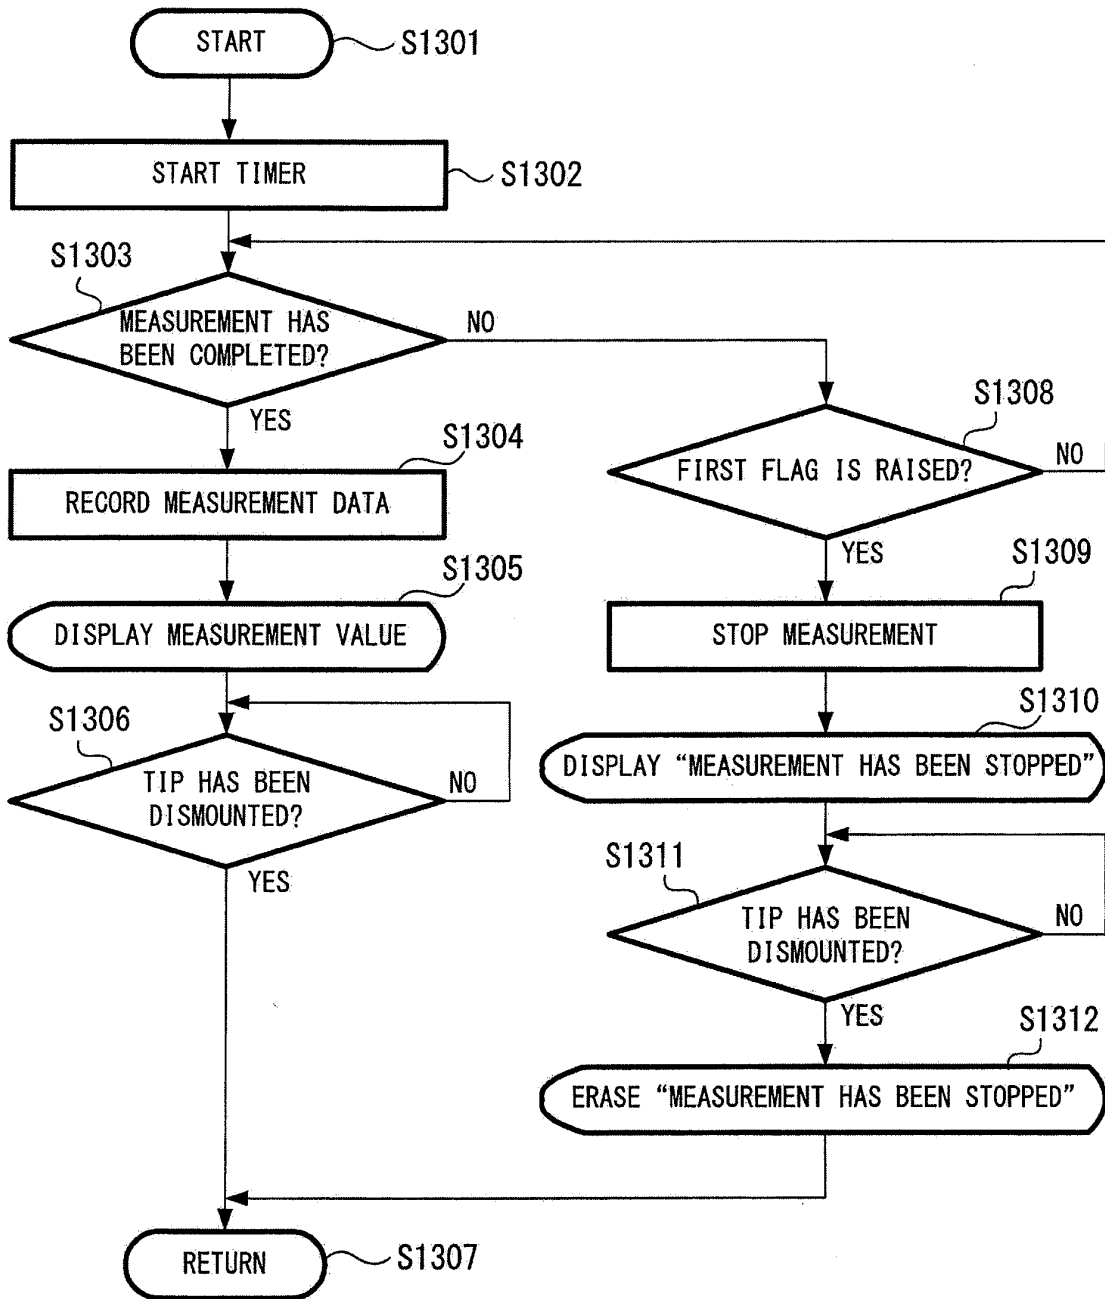 START
S1301
START TIMER
S1302
S1303
MEASUREMENT HAS
BEEN COMPLETED?
NO
YES
S1304
RECORD MEASUREMENT DATA
S1305
DISPLAY MEASUREMENT VALUE
S1306
TIP HAS BEEN
DISMOUNTED?
NO
YES
S1308
FIRST FLAG IS RAISED?
NO
YES
S1309
STOP MEASUREMENT
S1310
DISPLAY “MEASUREMENT HAS BEEN STOPPED”
S1311
TIP HAS BEEN
DISMOUNTED?
NO
YES
S1312
ERASE “MEASUREMENT HAS BEEN STOPPED”
RETURN
S1307